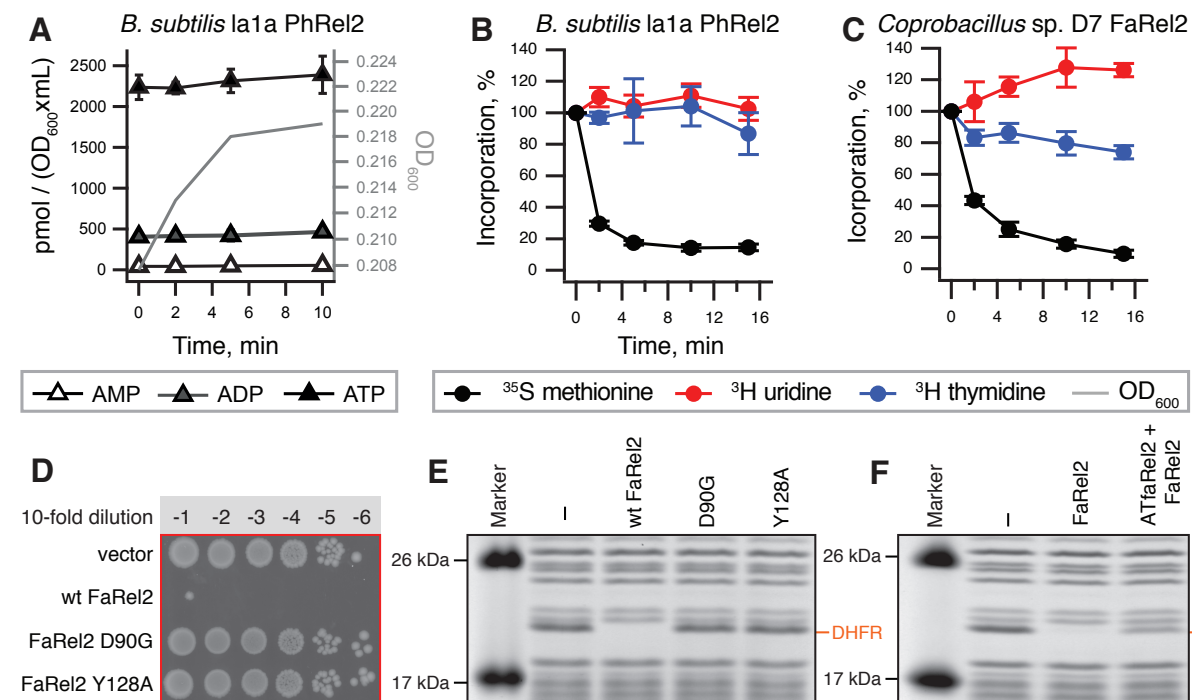 A
B. subtilis la1a PhRel2
2500
2000
1500
1000
500
0
pmol / (OD600xmL)
0.224
0.222
0.220
0.218
0.216
0.214
0.212
0.210
0.208
OD600
0 2 4 6 8 10
Time, min
B
B. subtilis la1a PhRel2
140
120
100
80
60
40
20
0
Incorporation, %
0 4 8 12 16
Time, min
C
Coprobacillus sp. D7 FaRel2
140
120
100
80
60
40
20
0
Icorporation, %
0 4 8 12 16
Time, min
AMP ADP ATP
35S methionine 3H uridine 3H thymidine OD600
D
10-fold dilution -1 -2 -3 -4 -5 -6
vector
wt FaRel2
FaRel2 D90G
FaRel2 Y128A
E
Marker
–
wt FaRel2
D90G
Y128A
26 kDa
DHFR
17 kDa
F
Marker
–
FaRel2
ATfaRel2 +
FaRel2
26 kDa
17 kDa